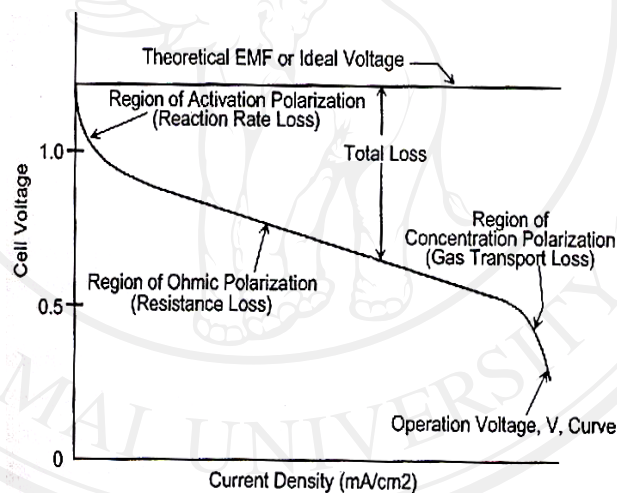 Theoretical EMF or Ideal Voltage
Region of Activation Polarization
(Reaction Rate Loss)
Total Loss
1.0
Region of
Concentration Polarization
(Gas Transport Loss)
Cell Voltage
Region of Ohmic Polarization
(Resistance Loss)
0.5
Operation Voltage, V, Curve
0
Current Density (mA/cm2)
MAI UNIVERSITY